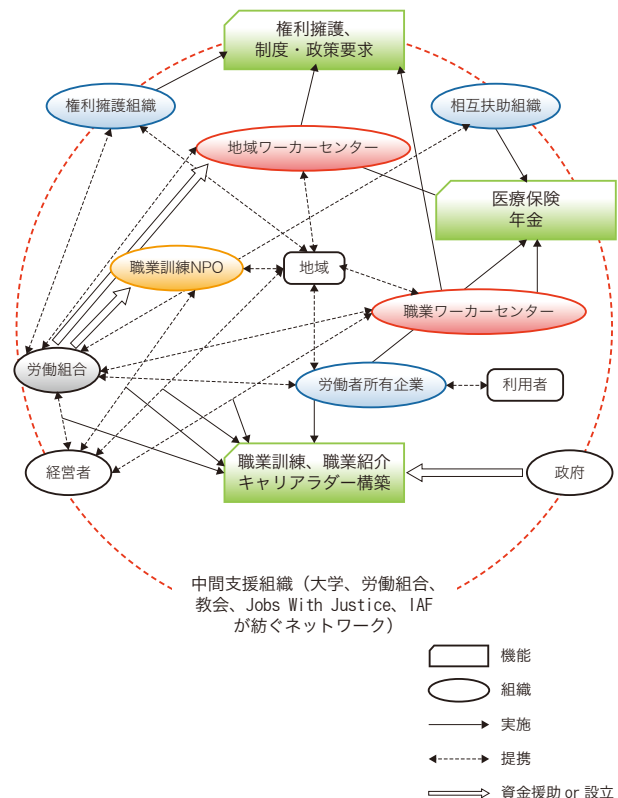 権利擁護、
制度・政策要求
権利擁護組織
相互扶助組織
地域ワーカーセンター
医療保険
年金
職業訓練NPO
地域
職業ワーカーセンター
労働組合
労働者所有企業
利用者
経営者
職業訓練、職業紹介
キャリアラダー構築
政府
中間支援組織（大学、労働組合、
教会、Jobs With Justice、IAF
が紡ぐネットワーク）
機能
組織
実施
提携
資金援助 or 設立